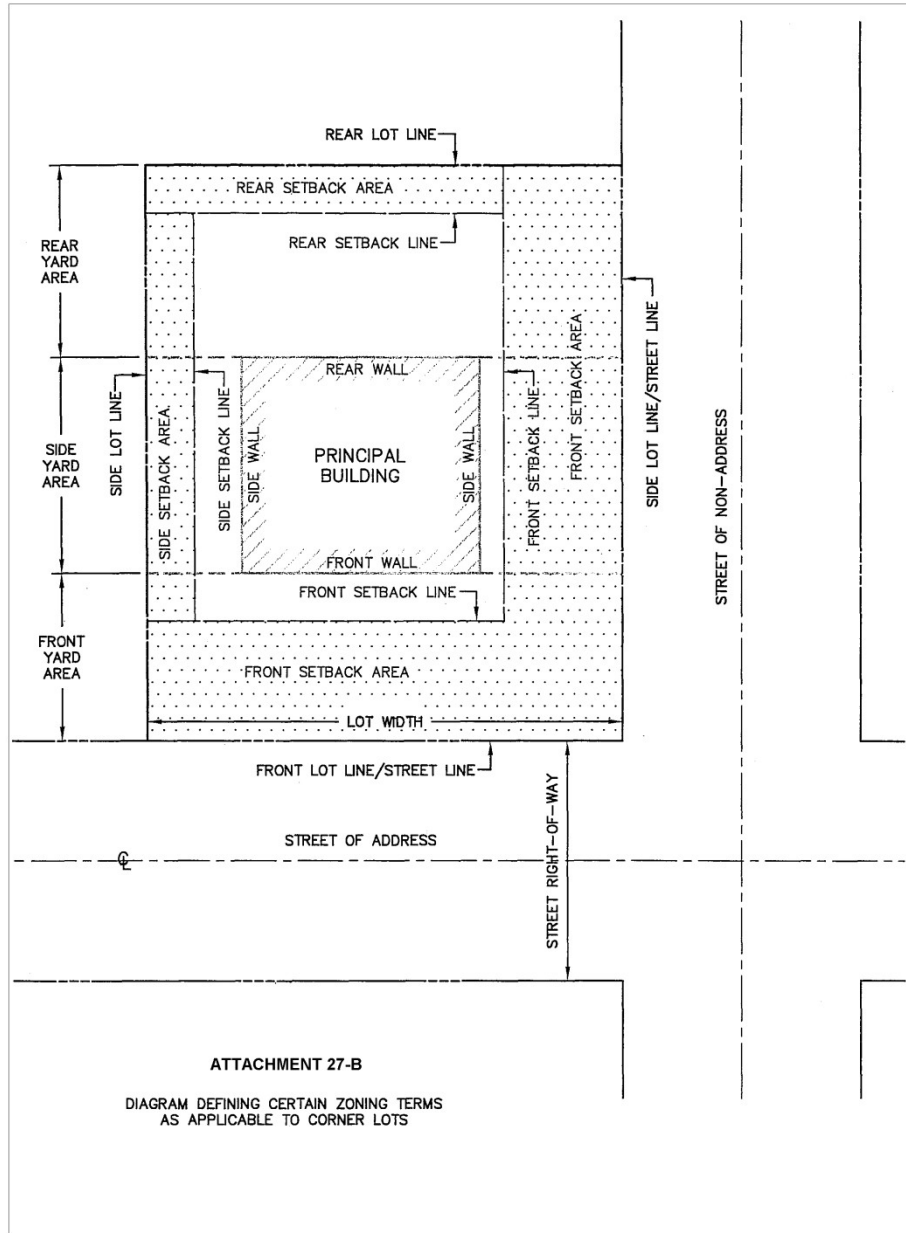 REAR LOT LINE
REAR SETBACK AREA
REAR SETBACK LINE
REAR
YARD
AREA
SIDE LOT LINE/STREET LINE
FRONT SETBACK AREA
REAR WALL
SIDE LOT LINE
SIDE SETBACK AREA
SIDE SETBACK LINE
SIDE WALL
PRINCIPAL
BUILDING
SIDE WALL
FRONT SETBACK LINE
STREET OF NON-ADDRESS
SIDE
YARD
AREA
FRONT WALL
FRONT SETBACK LINE
FRONT
YARD
AREA
FRONT SETBACK AREA
LOT WIDTH
FRONT LOT LINE/STREET LINE
STREET OF ADDRESS
℄
STREET RIGHT-OF-WAY
ATTACHMENT 27-B
DIAGRAM DEFINING CERTAIN ZONING TERMS
AS APPLICABLE TO CORNER LOTS